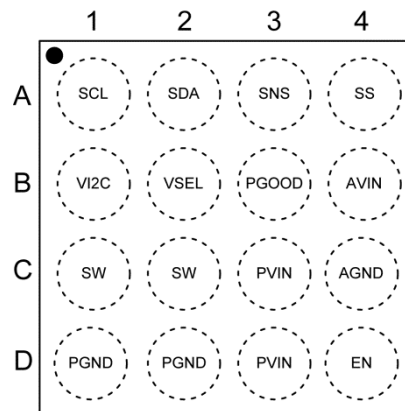 1 2 3 4
A SCL SDA SNS SS
B VI2C VSEL PGOOD AVIN
C SW SW PVIN AGND
D PGND PGND PVIN EN